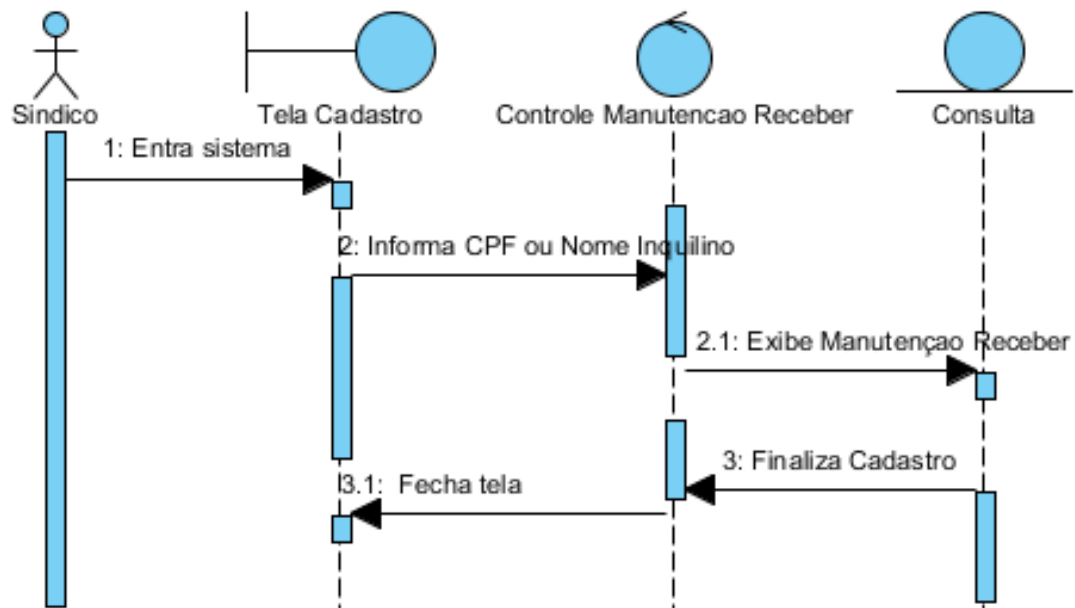 Sindico
Tela Cadastro
Controle Manutencao Receber
Consulta
1: Entra sistema
2: Informa CPF ou Nome Inquilino
2.1: Exibe Manutençao Receber
3: Finaliza Cadastro
3.1: Fecha tela